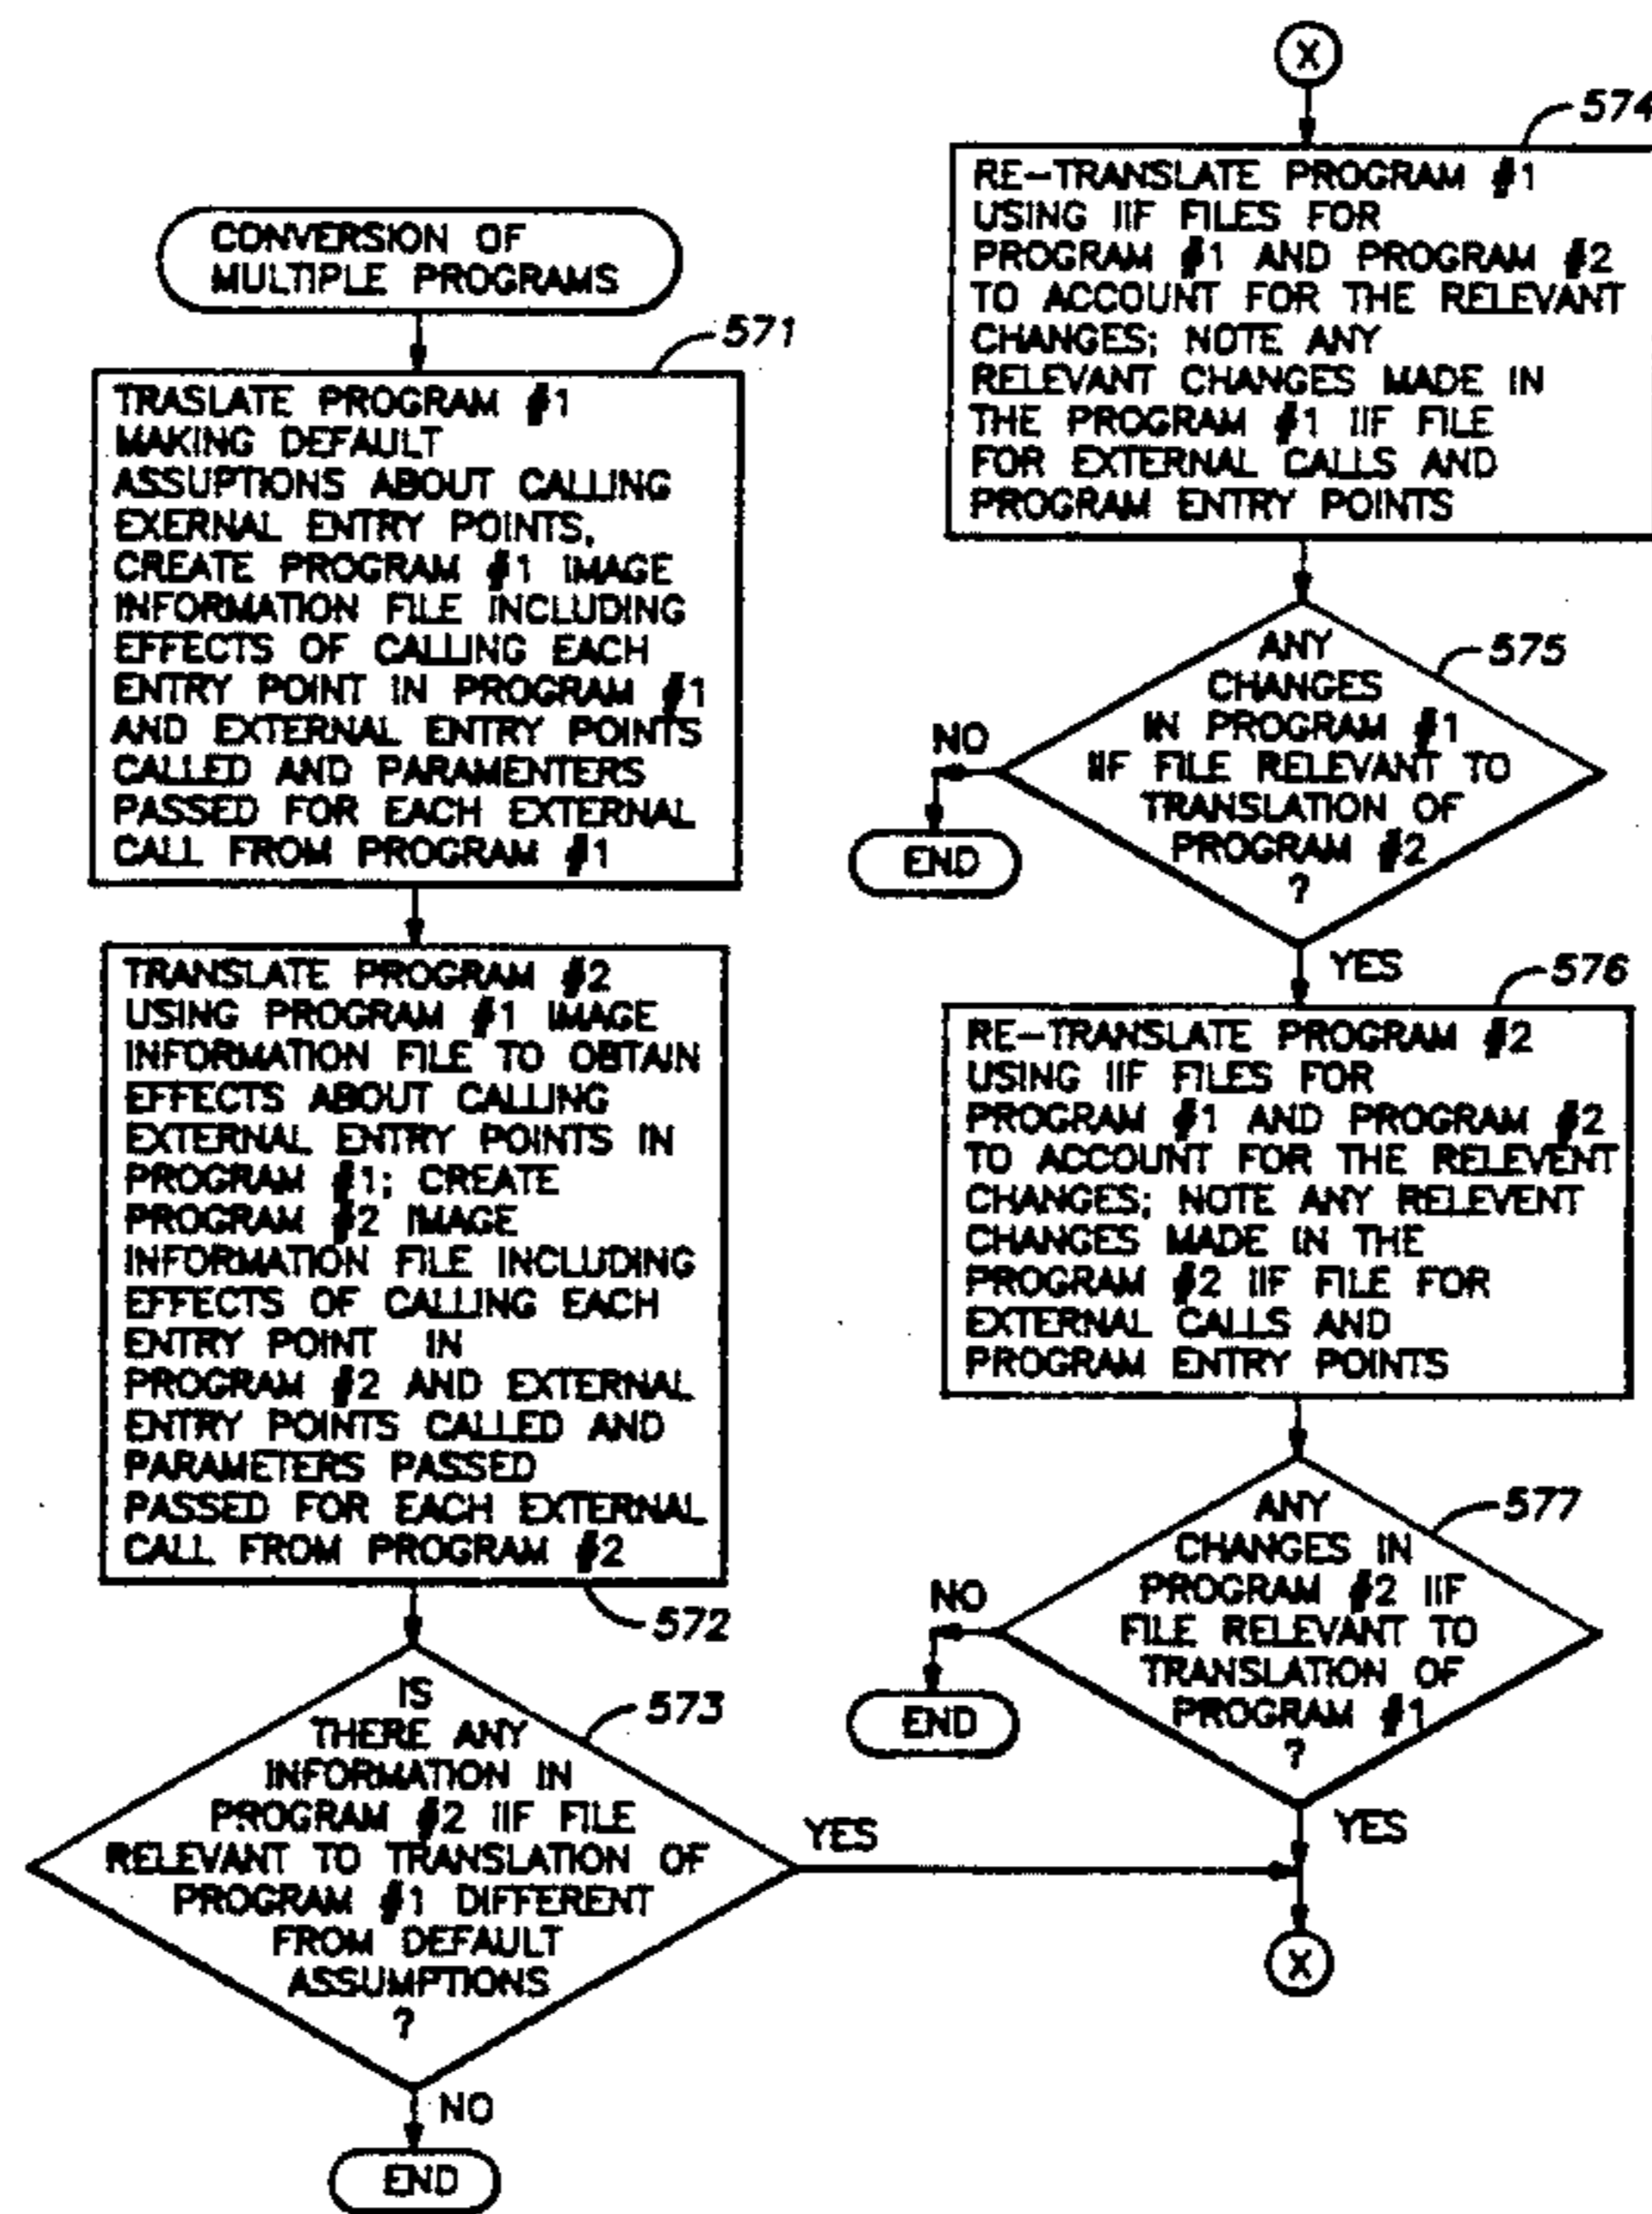 CONVERSION OF
MULTIPLE PROGRAMS
571
TRASLATE PROGRAM #1
MAKING DEFAULT
ASSUPTIONS ABOUT CALLING
EXERNAL ENTRY POINTS,
CREATE PROGRAM #1 IMAGE
INFORMATION FILE INCLUDING
EFFECTS OF CALLING EACH
ENTRY POINT IN PROGRAM #1
AND EXTERNAL ENTRY POINTS
CALLED AND PARAMENTERS
PASSED FOR EACH EXTERNAL
CALL FROM PROGRAM #1
TRANSLATE PROGRAM #2
USING PROGRAM #1 IMAGE
INFORMATION FILE TO OBTAIN
EFFECTS ABOUT CALLING
EXTERNAL ENTRY POINTS IN
PROGRAM #1; CREATE
PROGRAM #2 IMAGE
INFORMATION FILE INCLUDING
EFFECTS OF CALLING EACH
ENTRY POINT IN
PROGRAM #2 AND EXTERNAL
ENTRY POINTS CALLED AND
PARAMETERS PASSED
PASSED FOR EACH EXTERNAL
CALL FROM PROGRAM #2
572
IS
THERE ANY
INFORMATION IN
PROGRAM #2 IIF FILE
RELEVANT TO TRANSLATION OF
PROGRAM #1 DIFFERENT
FROM DEFAULT
ASSUMPTIONS
?
573
YES
NO
END
X
574
RE-TRANSLATE PROGRAM #1
USING IIF FILES FOR
PROGRAM #1 AND PROGRAM #2
TO ACCOUNT FOR THE RELEVANT
CHANGES; NOTE ANY
RELEVANT CHANGES MADE IN
THE PROGRAM #1 IIF FILE
FOR EXTERNAL CALLS AND
PROGRAM ENTRY POINTS
ANY
CHANGES
IN PROGRAM #1
IIF FILE RELEVANT TO
TRANSLATION OF
PROGRAM #2
?
575
NO
END
YES
576
RE-TRANSLATE PROGRAM #2
USING IIF FILES FOR
PROGRAM #1 AND PROGRAM #2
TO ACCOUNT FOR THE RELEVENT
CHANGES; NOTE ANY RELEVENT
CHANGES MADE IN THE
PROGRAM #2 IIF FILE FOR
EXTERNAL CALLS AND
PROGRAM ENTRY POINTS
ANY
CHANGES IN
PROGRAM #2 IIF
FILE RELEVANT TO
TRANSLATION OF
PROGRAM #1
?
577
NO
END
YES
X